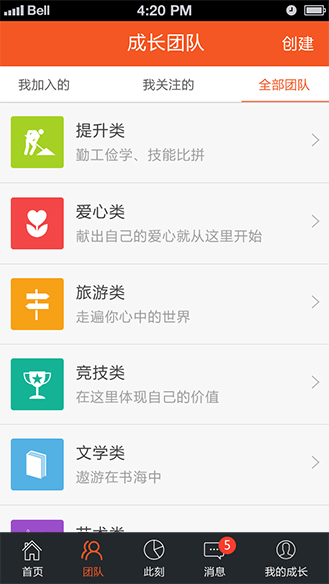 Bell
4:20 PM
成长团队
创建
我加入的
我关注的
全部团队
提升类
勤工俭学、技能比拼
爱心类
献出自己的爱心就从这里开始
旅游类
走遍你心中的世界
竞技类
在这里体现自己的价值
文学类
遨游在书海中
艺术类
5
首页
团队
此刻
消息
我的成长